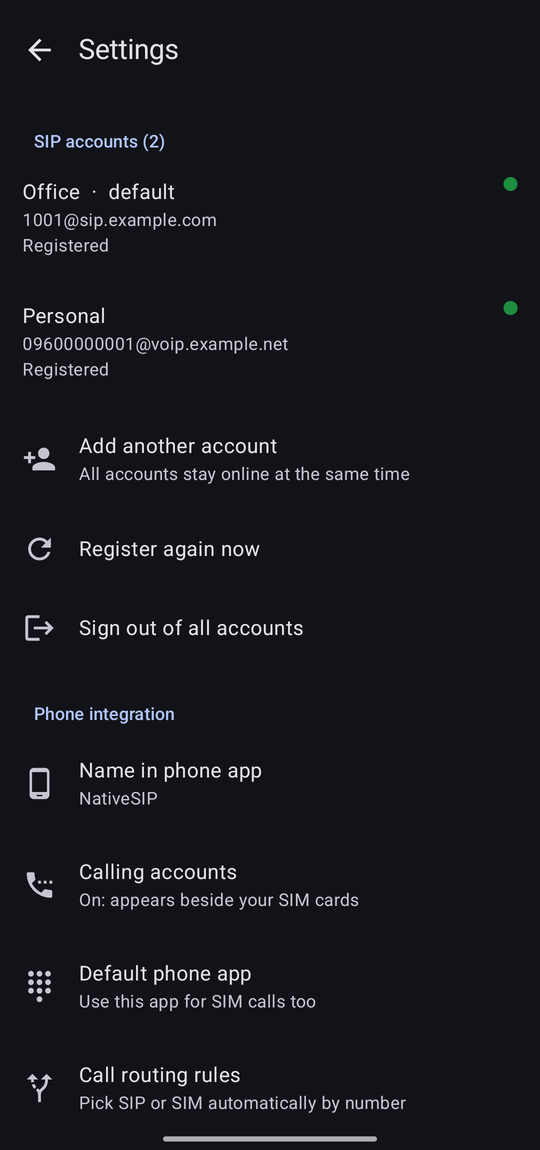 Settings
SIP accounts (2)
Office · default
1001@sip.example.com
Registered
Personal
09600000001@voip.example.net
Registered
Add another account
All accounts stay online at the same time
Register again now
Sign out of all accounts
Phone integration
Name in phone app
NativeSIP
Calling accounts
On: appears beside your SIM cards
Default phone app
Use this app for SIM calls too
Call routing rules
Pick SIP or SIM automatically by number